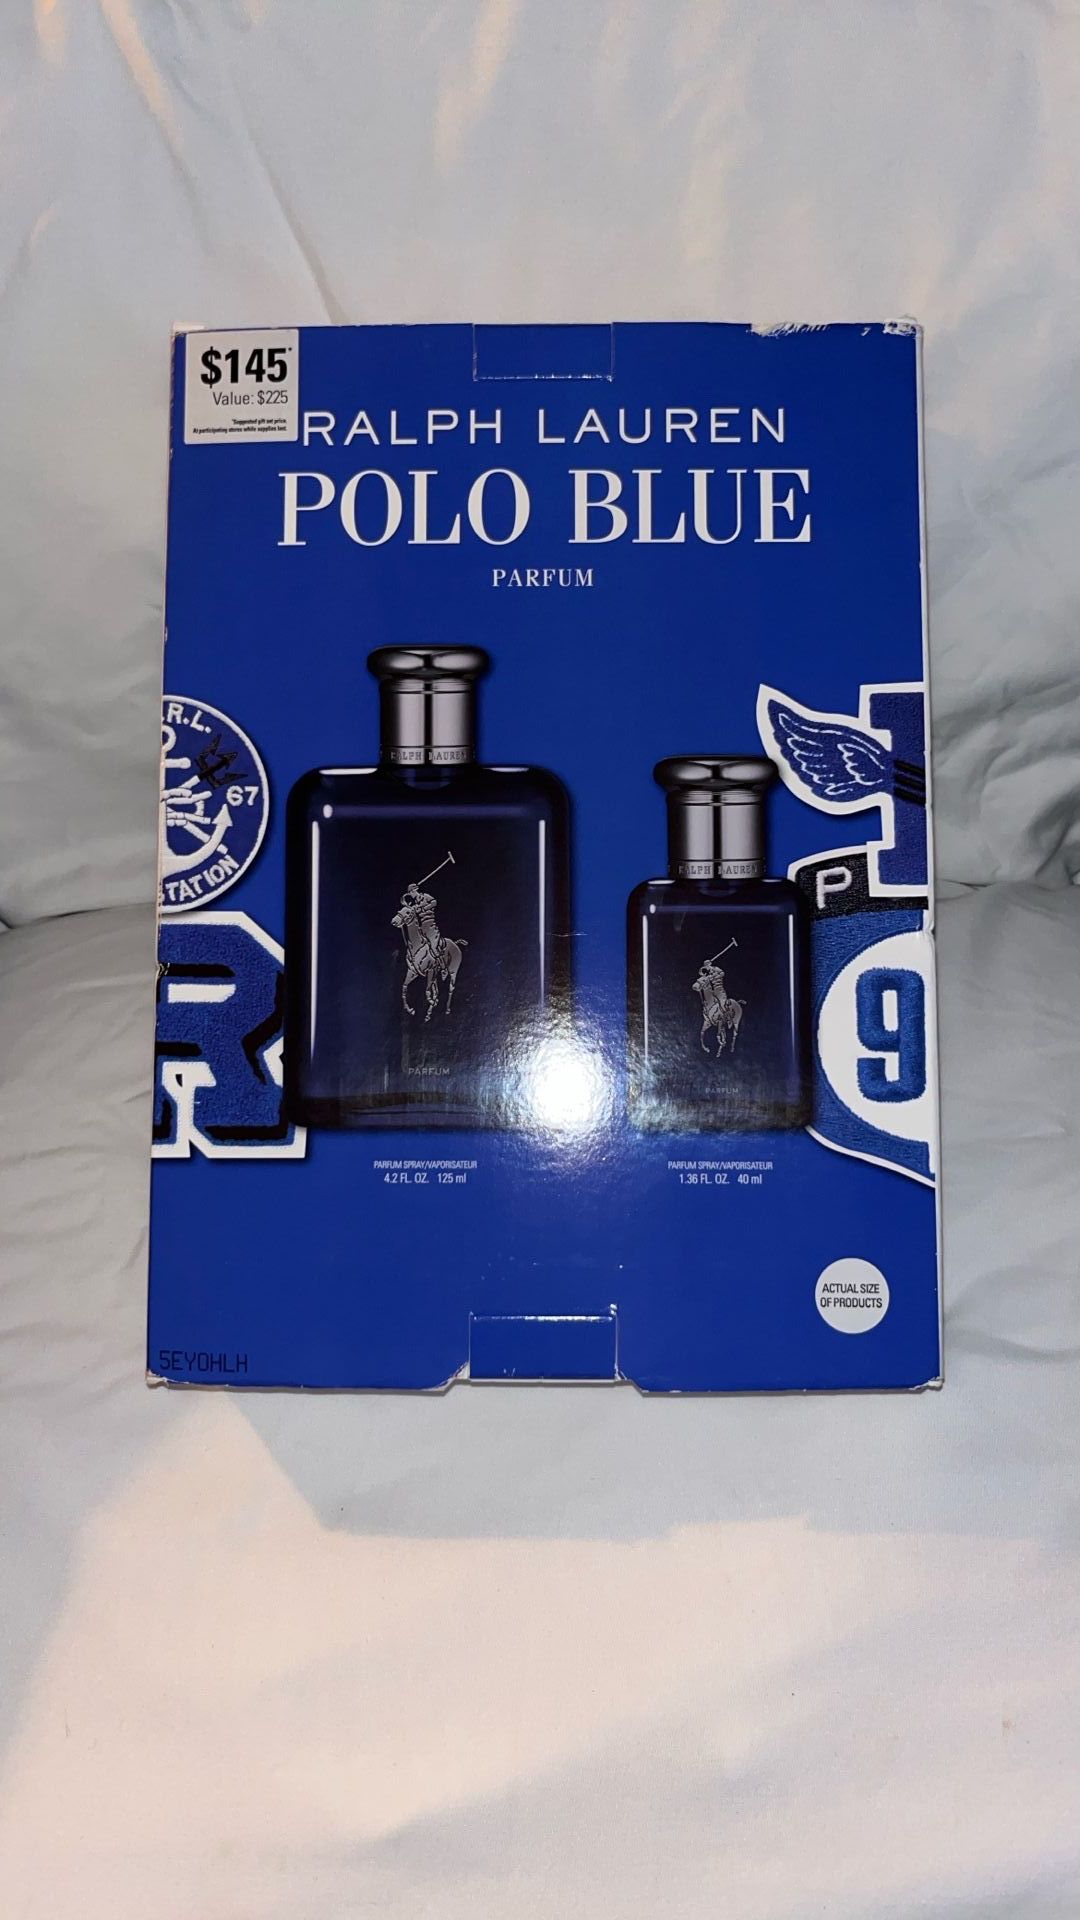 $145*
Value: $225
*Suggested gift set price.
At participating stores while supplies last.
RALPH LAUREN
POLO BLUE
PARFUM
R.L.
67
STATION
R
P
9
RALPH LAUREN
PARFUM
RALPH LAUREN
PARFUM
PARFUM SPRAY/VAPORISATEUR
4.2 FL. OZ. 125 ml
PARFUM SPRAY/VAPORISATEUR
1.36 FL. OZ. 40 ml
ACTUAL SIZE
OF PRODUCTS
5EYOHLH